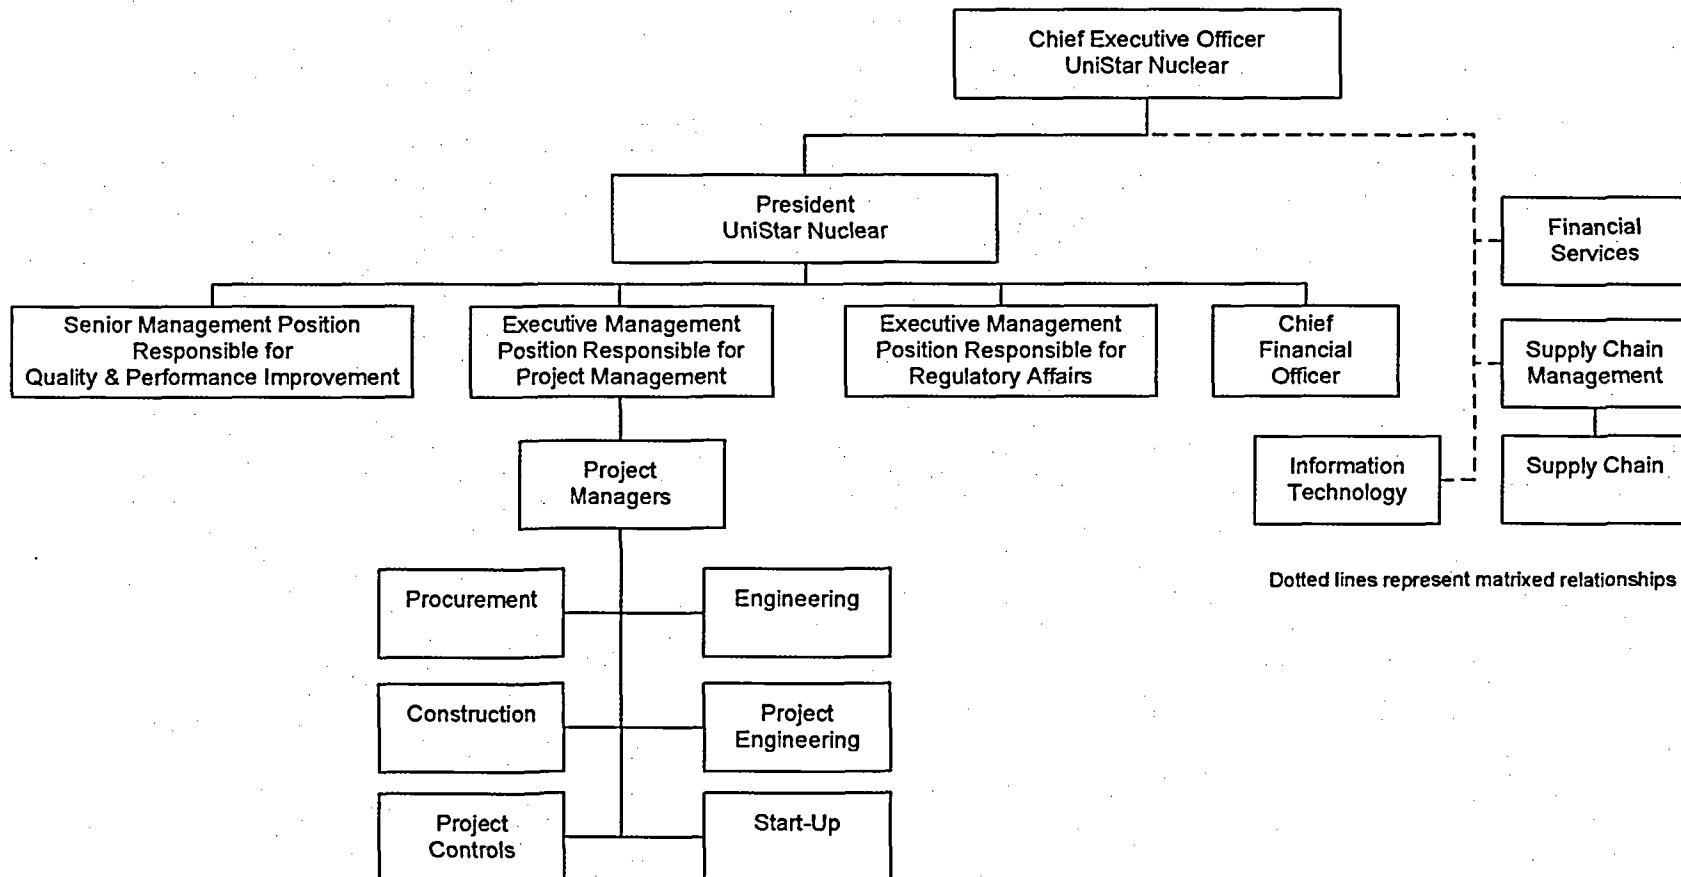 Chief Executive Officer
UniStar Nuclear
President
UniStar Nuclear
Financial
Services
Senior Management Position
Responsible for
Quality & Performance Improvement
Executive Management
Position Responsible for
Project Management
Executive Management
Position Responsible for
Regulatory Affairs
Chief
Financial
Officer
Supply Chain
Management
Project
Managers
Information
Technology
Supply Chain
Dotted lines represent matrixed relationships
Procurement
Engineering
Construction
Project
Engineering
Project
Controls
Start-Up